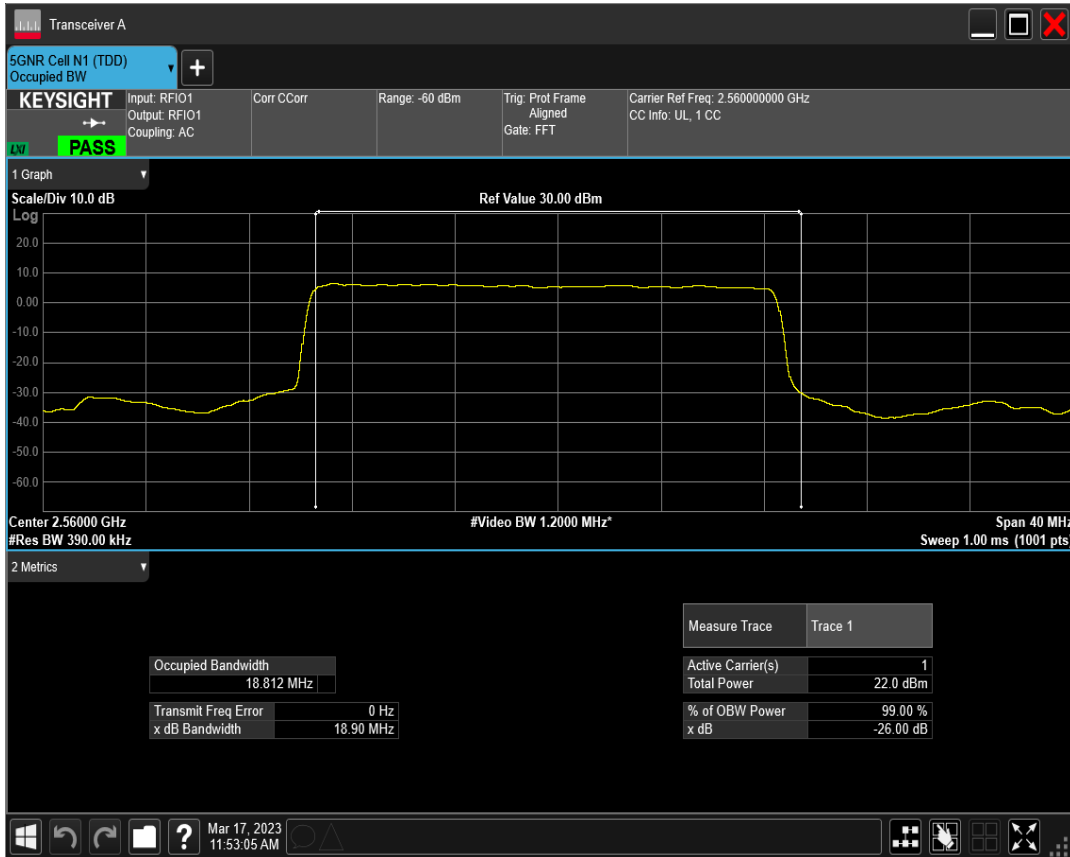 Transceiver A
5GNR Cell N1 (TDD)
Occupied BW
+
KEYSIGHT
LXI
PASS
Input: RFIO1
Output: RFIO1
Coupling: AC
Corr CCorr
Range: -60 dBm
Trig: Prot Frame
Aligned
Gate: FFT
Carrier Ref Freq: 2.560000000 GHz
CC Info: UL, 1 CC
1 Graph
Scale/Div 10.0 dB
Ref Value 30.00 dBm
Log
20.0
10.0
0.00
-10.0
-20.0
-30.0
-40.0
-50.0
-60.0
Center 2.56000 GHz
#Video BW 1.2000 MHz*
Span 40 MHz
#Res BW 390.00 kHz
Sweep 1.00 ms (1001 pts)
2 Metrics
Measure Trace Trace 1
Occupied Bandwidth
18.812 MHz
Active Carrier(s) 1
Total Power 22.0 dBm
Transmit Freq Error 0 Hz
x dB Bandwidth 18.90 MHz
% of OBW Power 99.00 %
x dB -26.00 dB
?
Mar 17, 2023
11:53:05 AM